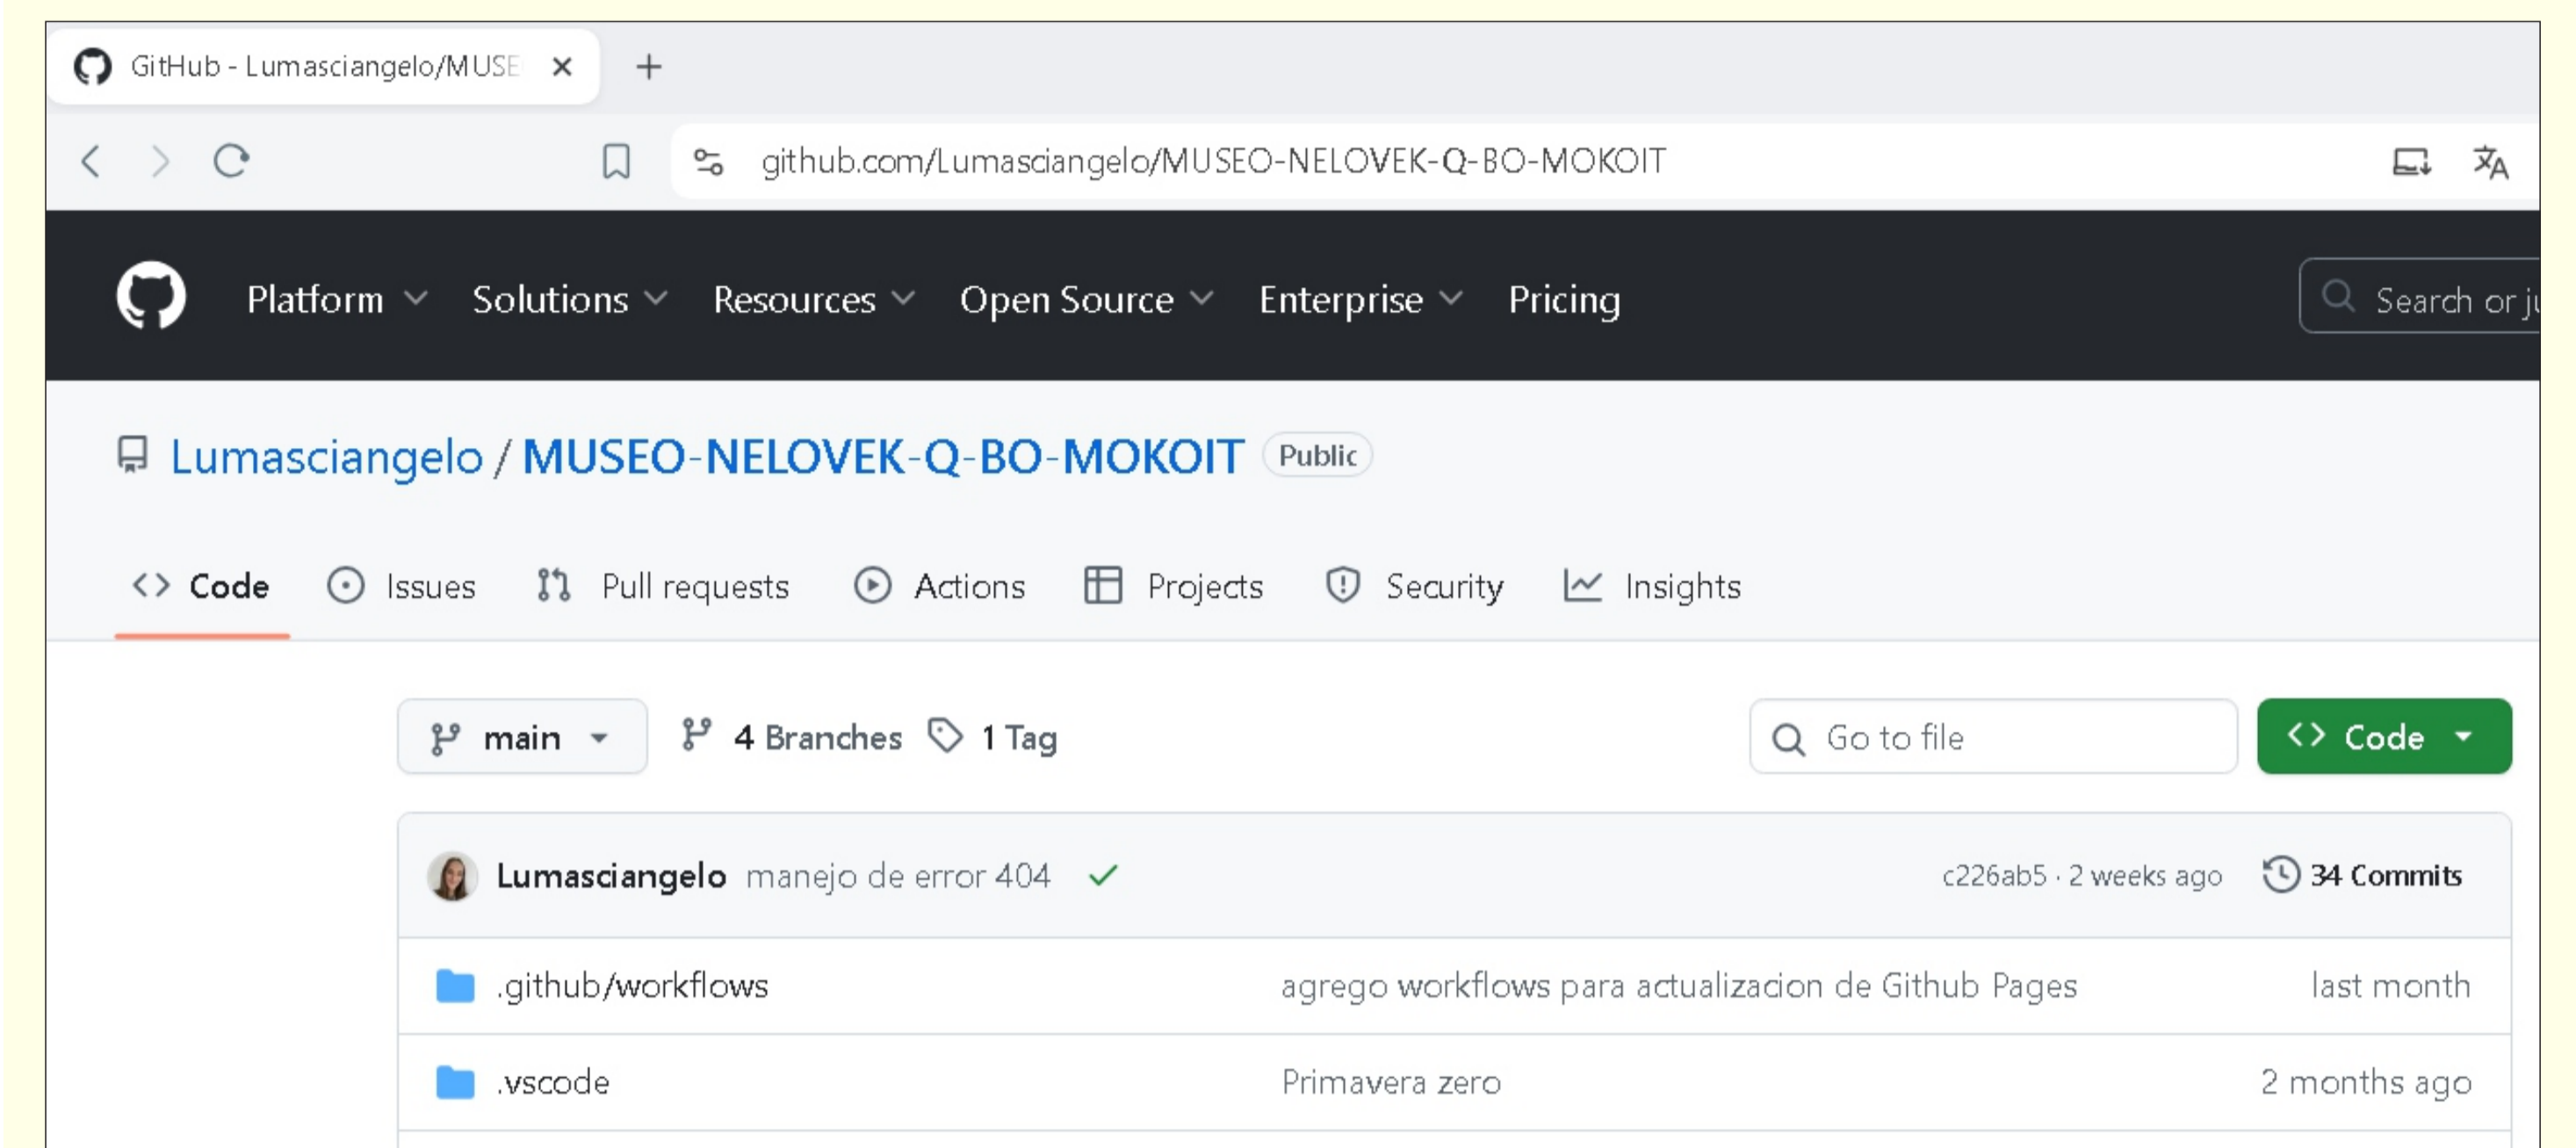 GitHub - Lumasciangelo/MUSE
github.com/Lumasciangelo/MUSEO-NELOVEK-Q-BO-MOKOIT
Platform Solutions Resources Open Source Enterprise Pricing Search or ju
Lumasciangelo / MUSEO-NELOVEK-Q-BO-MOKOIT Public
Code Issues Pull requests Actions Projects Security Insights
main 4 Branches 1 Tag Go to file Code
Lumasciangelo manejo de error 404 c226ab5 · 2 weeks ago 34 Commits
.github/workflows agrego workflows para actualizacion de Github Pages last month
.vscode Primavera zero 2 months ago